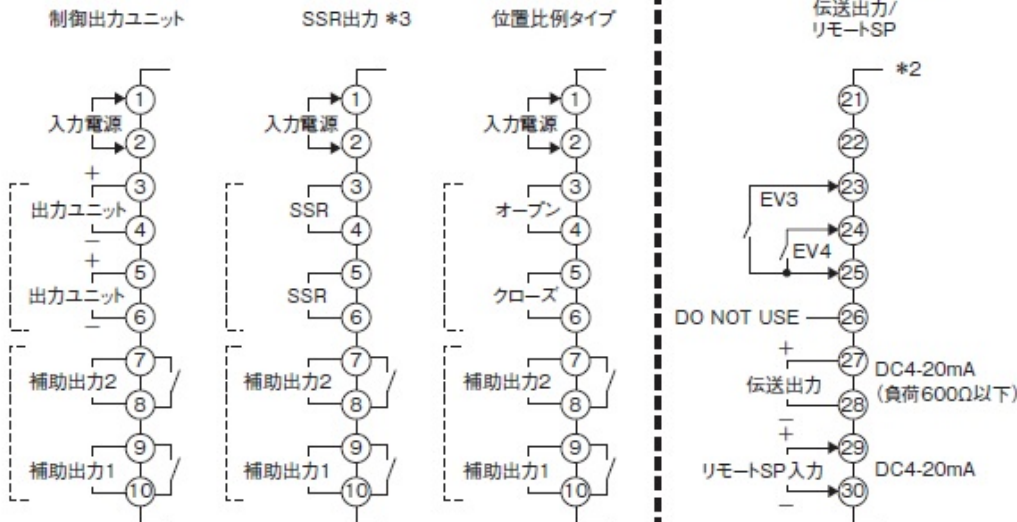 制御出力ユニット
入力電源
+
出力ユニット
−
+
出力ユニット
−
補助出力2
補助出力1
1
2
3
4
5
6
7
8
9
10
SSR出力 *3
入力電源
SSR
SSR
補助出力2
補助出力1
1
2
3
4
5
6
7
8
9
10
位置比例タイプ
入力電源
オープン
クローズ
補助出力2
補助出力1
1
2
3
4
5
6
7
8
9
10
伝送出力/
リモートSP
*2
21
22
23
24
25
26
27
28
29
30
EV3
EV4
DO NOT USE
+
伝送出力
−
DC4-20mA
(負荷600Ω以下)
+
リモートSP入力
−
DC4-20mA